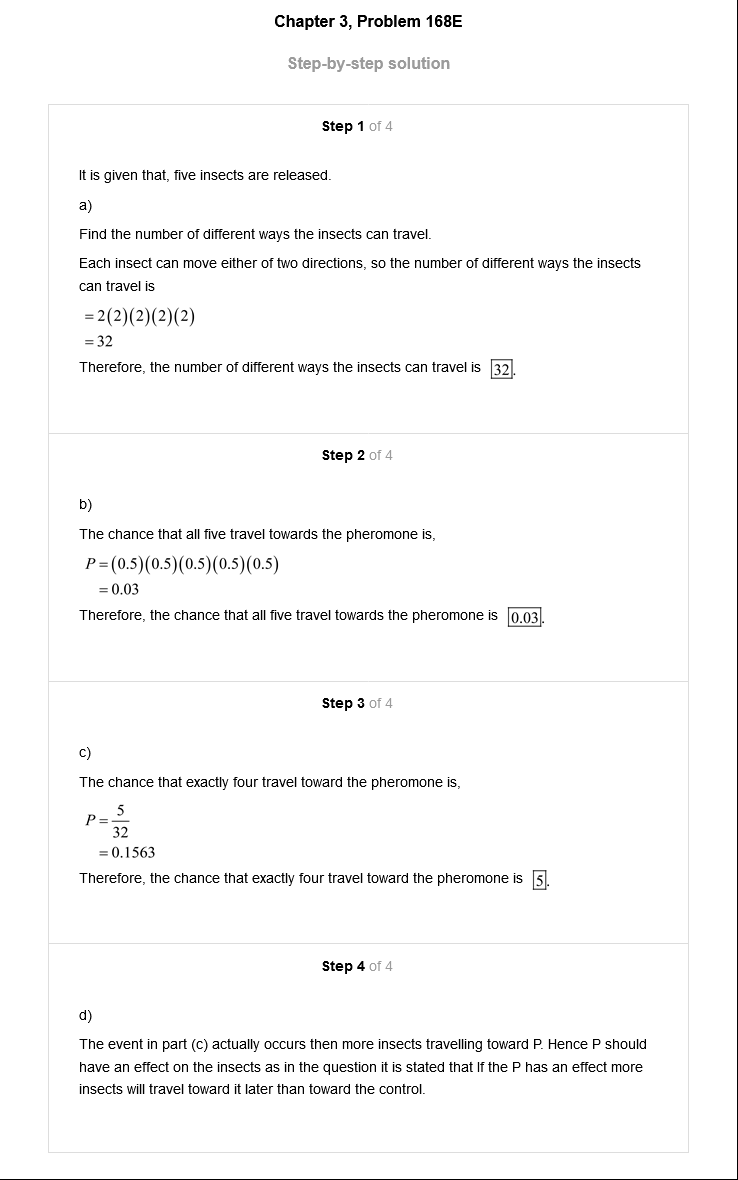 Chapter 3, Problem 168E
Step-by-step solution
Step 1 of 4
It is given that, five insects are released.
a)
Find the number of different ways the insects can travel.
Each insect can move either of two directions, so the number of different ways the insects
can travel is
= 2(2)(2)(2)(2)
= 32
Therefore, the number of different ways the insects can travel is 32.
Step 2 of 4
b)
The chance that all five travel towards the pheromone is,
P = (0.5)(0.5)(0.5)(0.5)(0.5)
= 0.03
Therefore, the chance that all five travel towards the pheromone is 0.03.
Step 3 of 4
c)
The chance that exactly four travel toward the pheromone is,
P = 5/32
= 0.1563
Therefore, the chance that exactly four travel toward the pheromone is 5.
Step 4 of 4
d)
The event in part (c) actually occurs then more insects travelling toward P. Hence P should
have an effect on the insects as in the question it is stated that If the P has an effect more
insects will travel toward it later than toward the control.